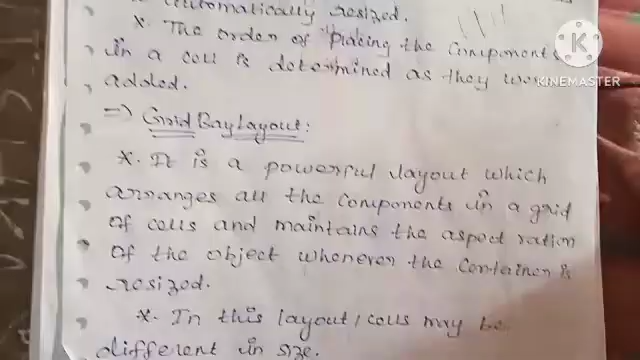 automatically resized.
*. The order of placing the components
in a cell is determined as they were
added.
=> GridBagLayout:
*. It is a powerful layout which
arranges all the components in a grid
of cells and maintains the aspect ration
of the object whenever the container is
resized.
*. In this layout, cells may be
different in size.
K
KINEMASTER